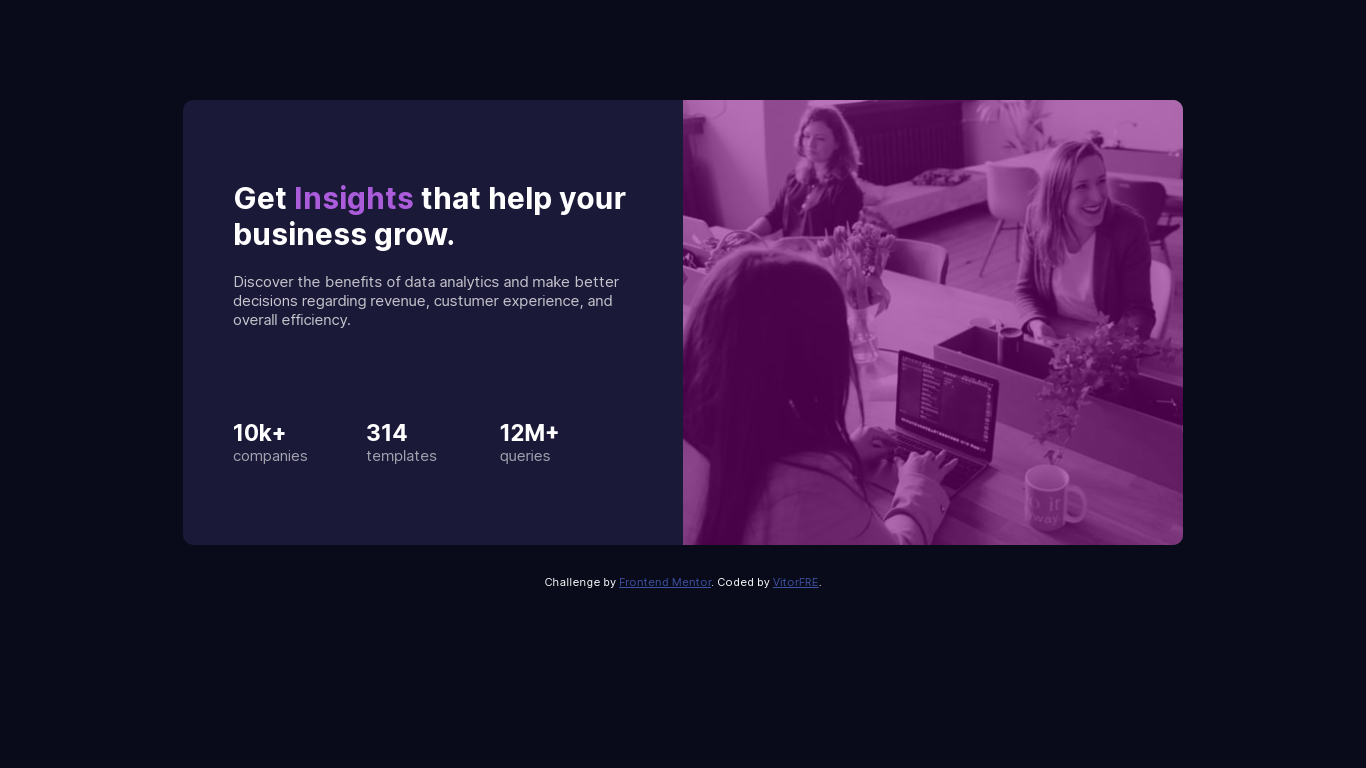 Get Insights that help your
business grow.
Discover the benefits of data analytics and make better
decisions regarding revenue, custumer experience, and
overall efficiency.
10k+ 314 12M+
companies templates queries
Challenge by Frontend Mentor. Coded by VitorFRE.